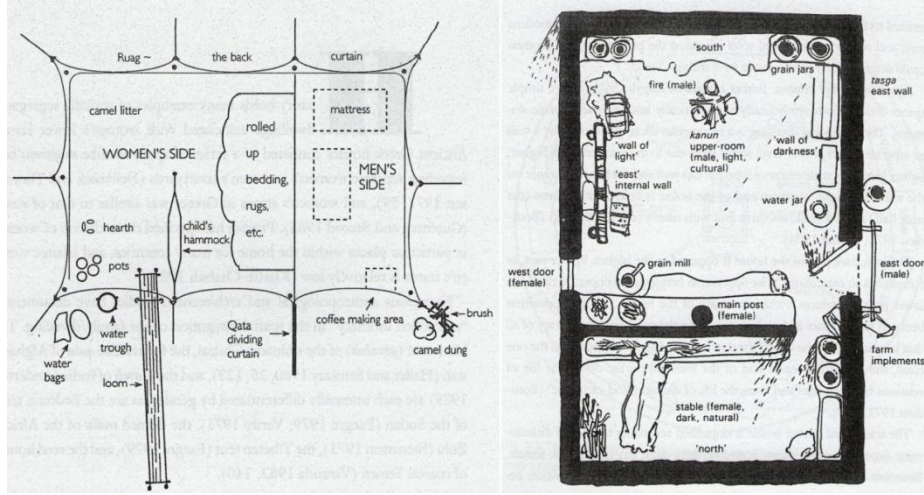 Ruag ~
the back
curtain
camel litter
WOMEN'S SIDE
hearth
pots
water
bags
water
trough
loom
child's
hammock
rolled
up
bedding,
rugs,
etc.
mattress
MEN'S
SIDE
Qata
dividing
curtain
coffee making area
brush
camel dung
'south'
grain jars
tasga
east wall
fire (male)
kanun
upper-room
(male, light,
cultural)
'wall of
light'
'east'
internal wall
'wall of
darkness'
water jar
west door
(female)
grain mill
main post
(female)
east door
(male)
farm
implements
stable (female,
dark, natural)
'north'